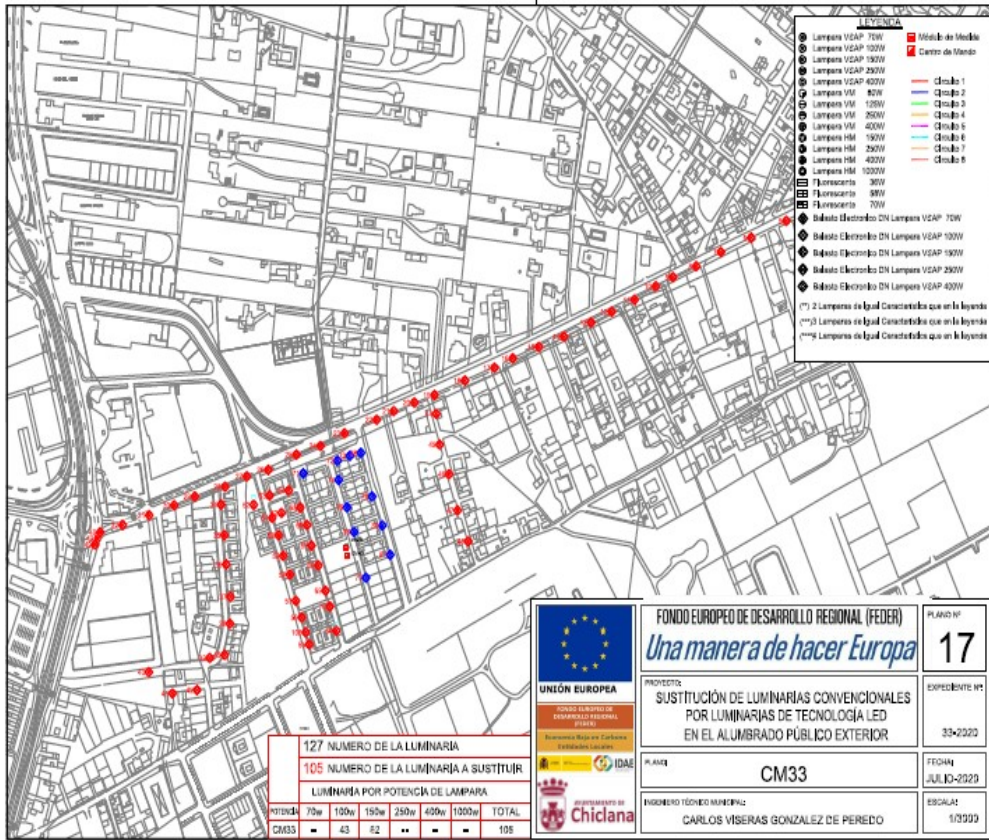 LEYENDA
Lampara VSAP 70W
Lampara VSAP 100W
Lampara VSAP 150W
Lampara VSAP 250W
Lampara VSAP 400W
Lampara VM 80W
Lampara VM 125W
Lampara VM 250W
Lampara VM 400W
Lampara HM 150W
Lampara HM 250W
Lampara HM 400W
Lampara HM 1000W
Fluorescente 36W
Fluorescente 58W
Fluorescente 70W
Módulo de Medida
Centro de Mando
Circuito 1
Circuito 2
Circuito 3
Circuito 4
Circuito 5
Circuito 6
Circuito 7
Circuito 8
Balasto Electronico DN Lampara VSAP 70W
Balasto Electronico DN Lampara VSAP 100W
Balasto Electronico DN Lampara VSAP 150W
Balasto Electronico DN Lampara VSAP 250W
Balasto Electronico DN Lampara VSAP 400W
(**) 2 Lamparas de Igual Caracteristica que en la leyenda
(***)3 Lamparas de Igual Caracteristica que en la leyenda
(****)4 Lamparas de Igual Caracteristica que en la leyenda
127 NUMERO DE LA LUMINARIA
105 NUMERO DE LA LUMINARIA A SUSTITUIR
LUMINARIA POR POTENCIA DE LAMPARA
POTENCIA 70w 100w 150w 250w 400w 1000w TOTAL
CM33 -- 43 62 -- -- -- 105
UNIÓN EUROPEA
FONDO EUROPEO DE
DESARROLLO REGIONAL
(FEDER)
Economía Baja en Carbono
Entidades Locales
IDAE
AYUNTAMIENTO DE
Chiclana
FONDO EUROPEO DE DESARROLLO REGIONAL (FEDER)
Una manera de hacer Europa
PLANO Nº
17
PROYECTO:
SUSTITUCIÓN DE LUMINARIAS CONVENCIONALES
POR LUMINARIAS DE TECNOLOGÍA LED
EN EL ALUMBRADO PÚBLICO EXTERIOR
EXPEDIENTE Nº:
33-2020
PLANO:
CM33
FECHA:
JULIO-2020
INGENIERO TÉCNICO MUNICIPAL:
CARLOS VISERAS GONZALEZ DE PEREDO
ESCALA:
1/3000